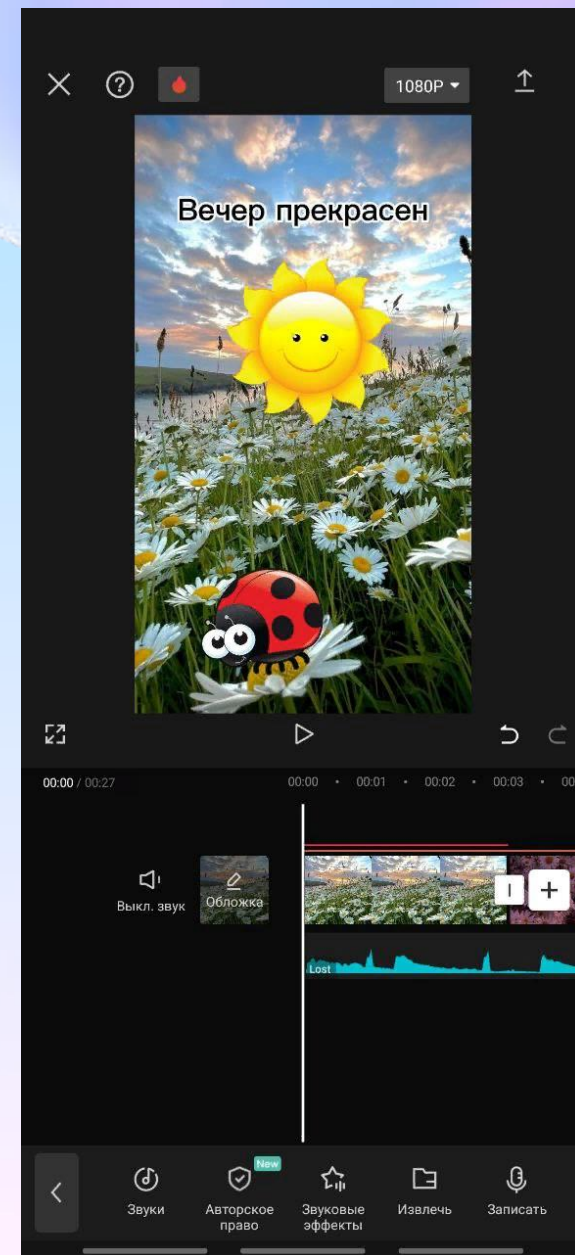 1080P
Вечер прекрасен
00:00 / 00:27
00:00 00:01 00:02 00:03 00
Выкл. звук
Обложка
Lost
New
Звуки
Авторское право
Звуковые эффекты
Извлечь
Записать